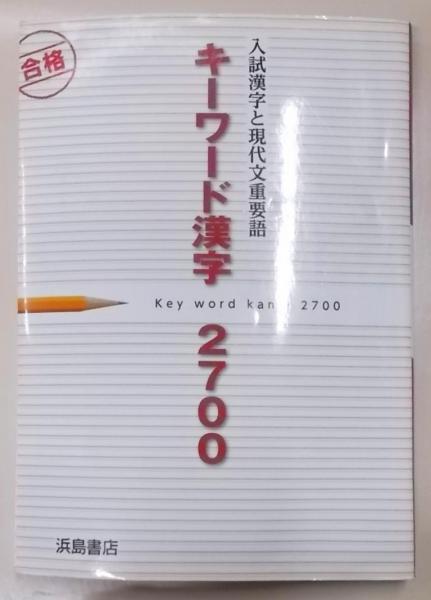 合格
入試漢字と現代文重要語
キーワード漢字 2700
Key word kanji 2700
浜島書店